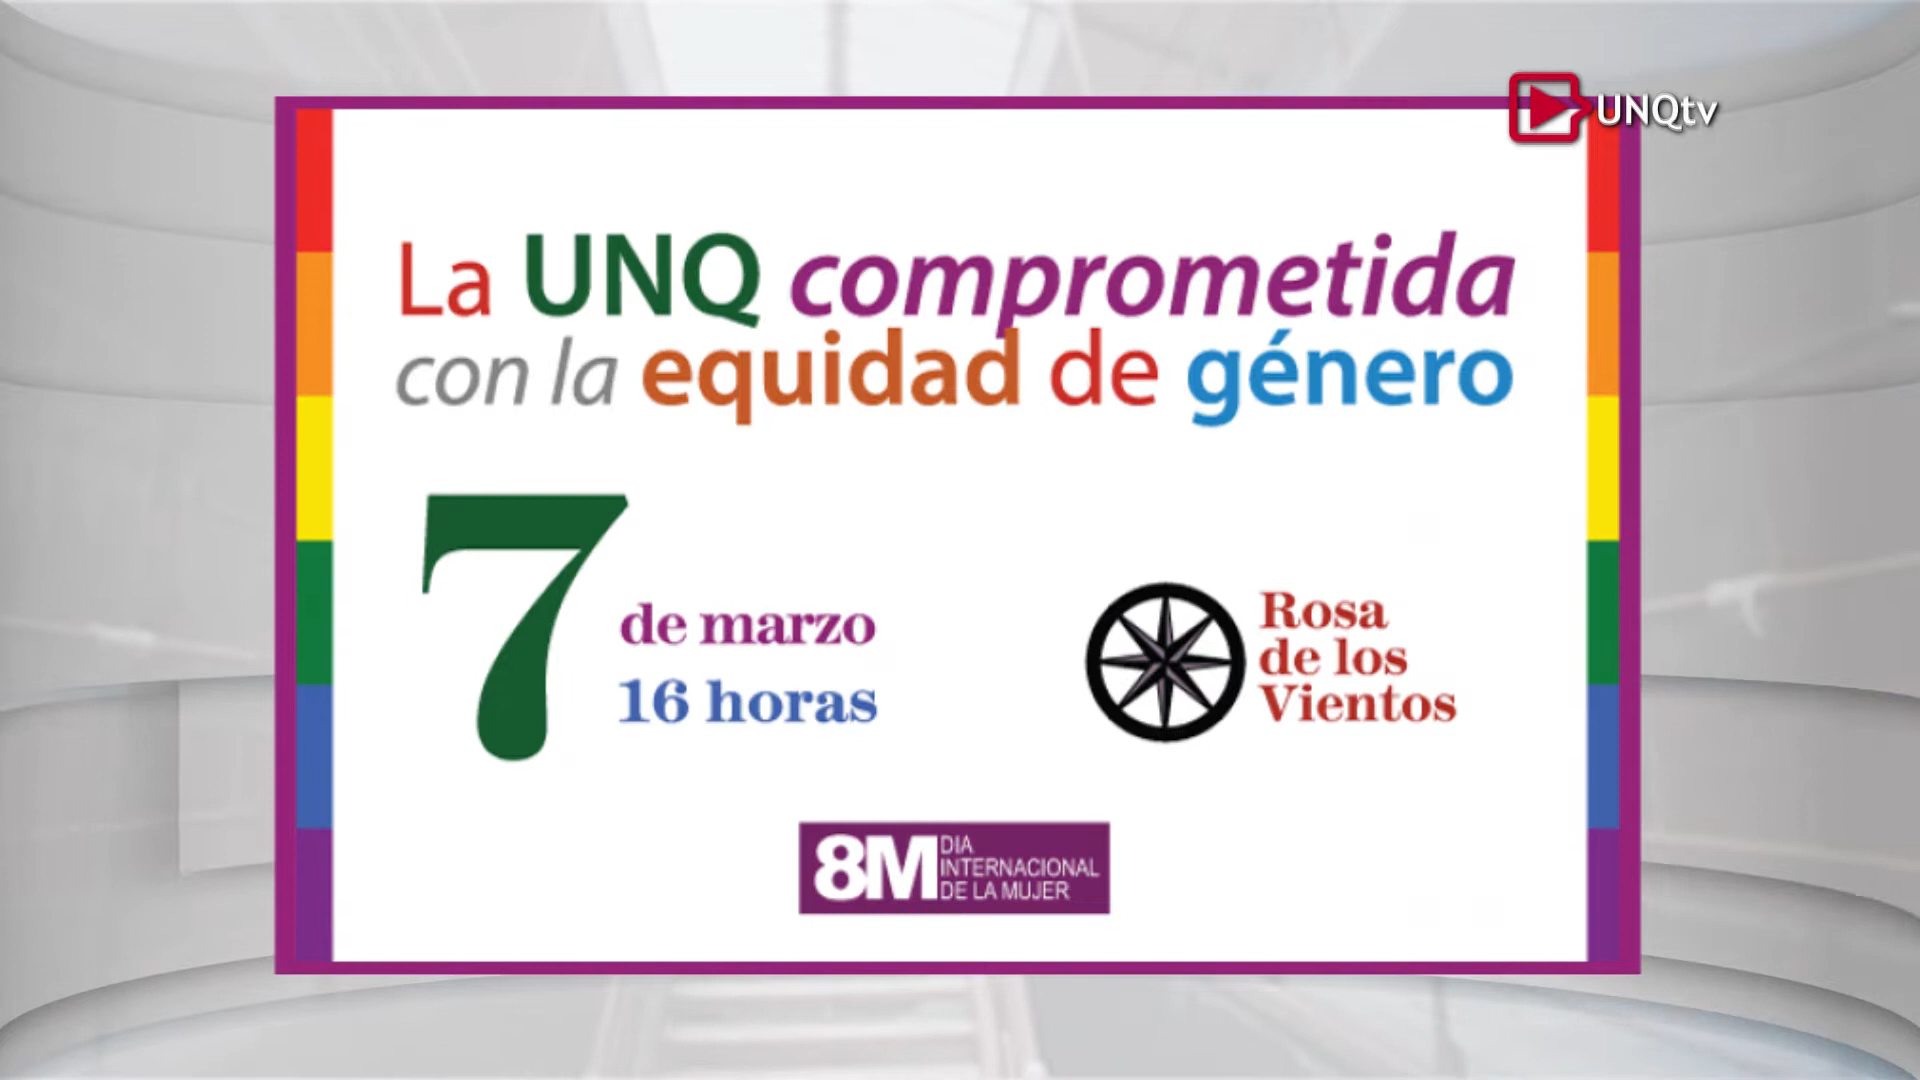 UNQtv
La UNQ comprometida
con la equidad de género
7
de marzo
16 horas
Rosa
de los
Vientos
8M
DIA
INTERNACIONAL
DE LA MUJER